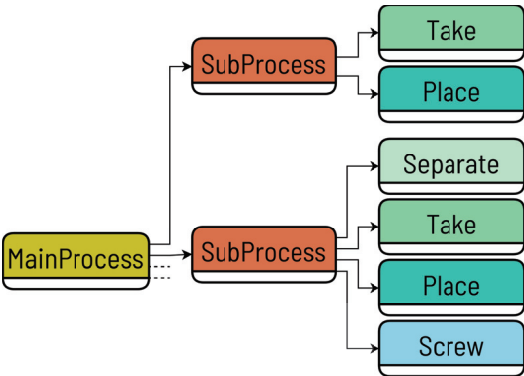 Take
SubProcess
Place
Separate
Take
MainProcess
SubProcess
Place
Screw